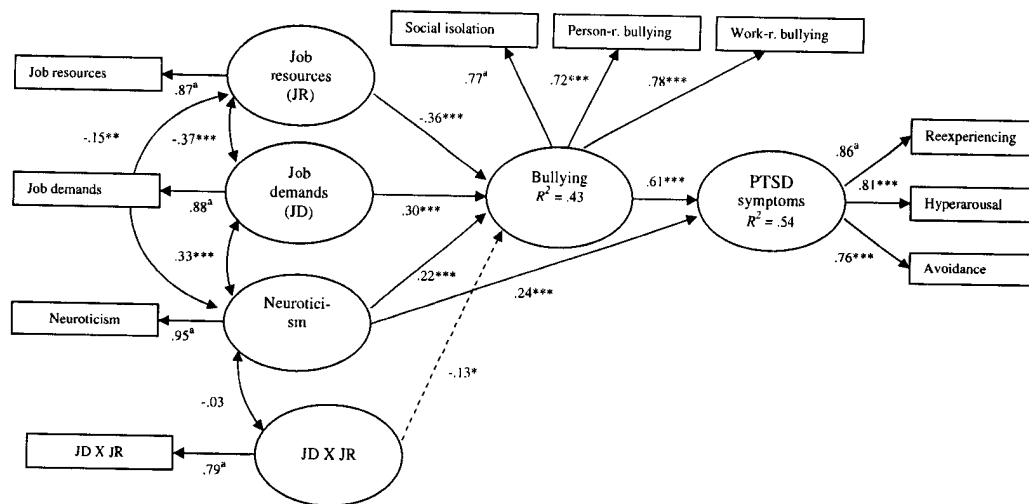 Social isolation
Person-r. bullying
Work-r. bullying
Job resources
Job
resources
(JR)
.87ª
.77ª
.72***
.78***
-.15**
-.37***
-.36***
Job demands
Job
demands
(JD)
.88ª
.30***
Bullying
R² = .43
.61***
PTSD
symptoms
R² = .54
.86ª
Reexperiencing
.81***
Hyperarousal
.76***
Avoidance
.33***
.22***
.24***
Neuroticism
Neurotici-
sm
.95ª
-.03
-.13*
JD X JR
.79ª
JD X JR